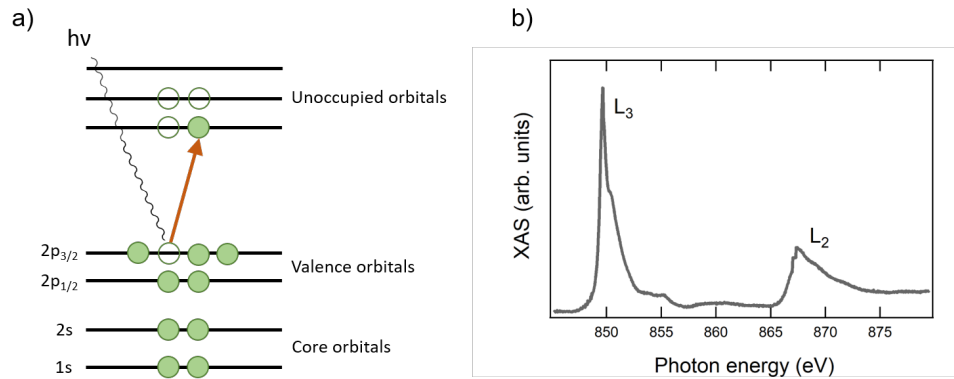 a)
hν
Unoccupied orbitals
2p3/2
Valence orbitals
2p1/2
2s
Core orbitals
1s
b)
XAS (arb. units)
L3
L2
850 855 860 865 870 875
Photon energy (eV)